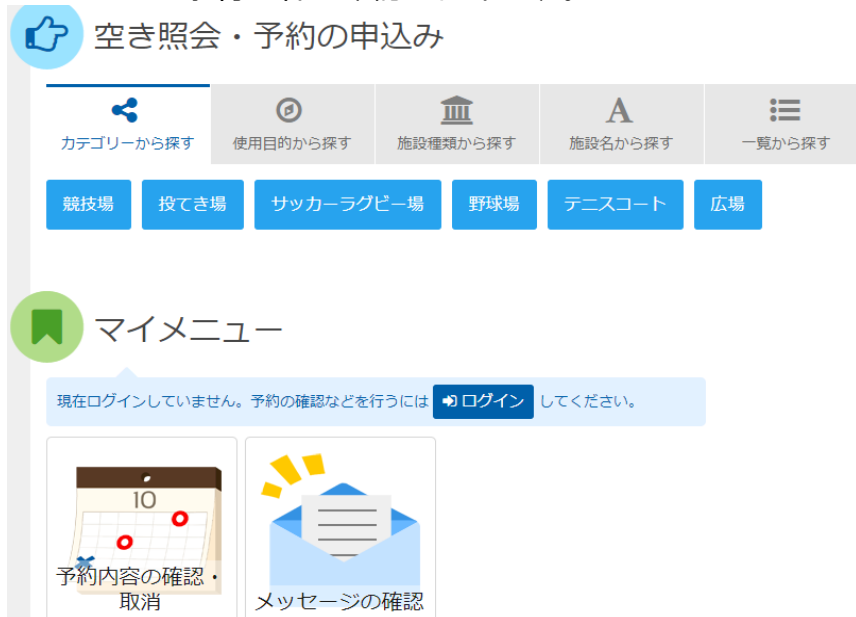 空き照会・予約の申込み
カテゴリーから探す
使用目的から探す
施設種類から探す
A
施設名から探す
一覧から探す
競技場
投てき場
サッカーラグビー場
野球場
テニスコート
広場
マイメニュー
現在ログインしていません。予約の確認などを行うには ログイン してください。
10
予約内容の確認・
取消
メッセージの確認